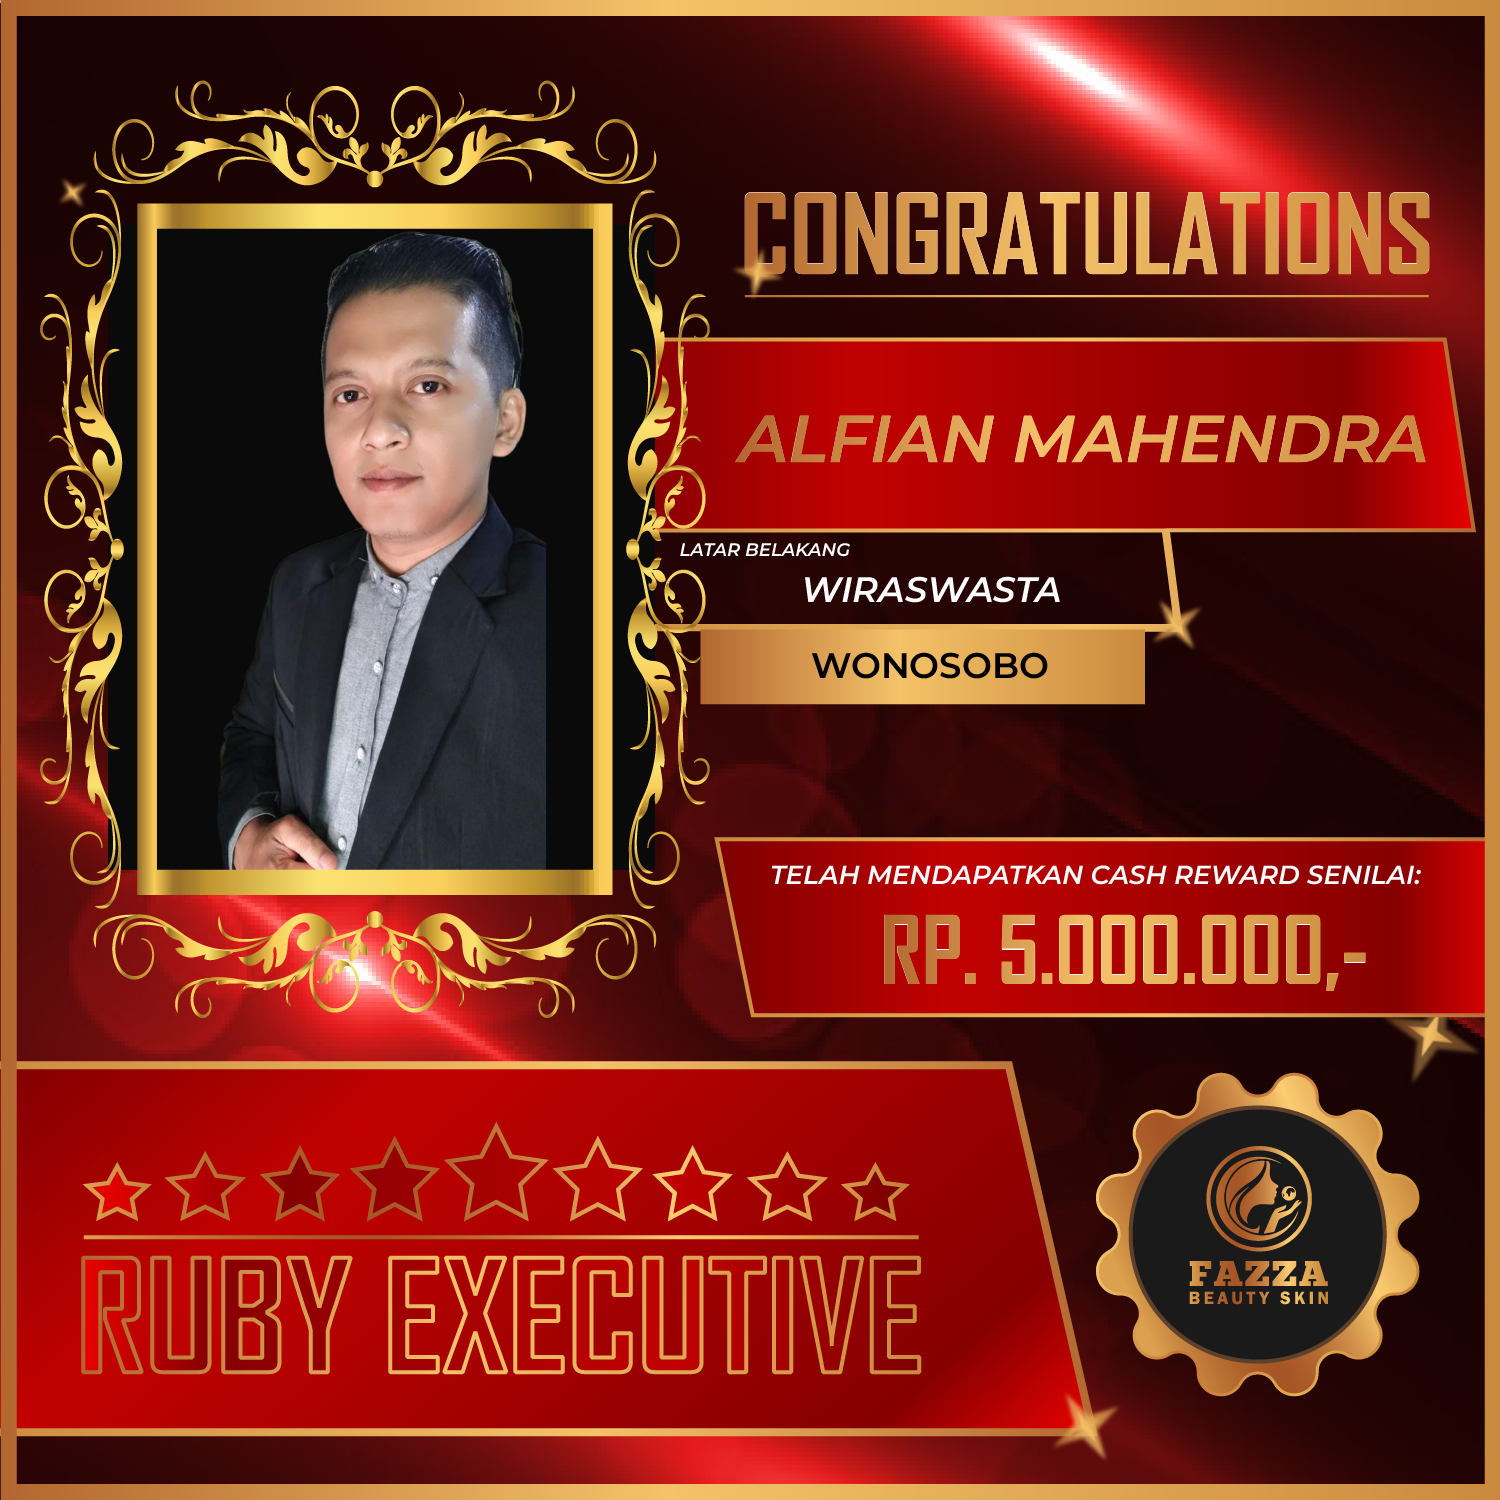 CONGRATULATIONS
ALFIAN MAHENDRA
LATAR BELAKANG
WIRASWASTA
WONOSOBO
TELAH MENDAPATKAN CASH REWARD SENILAI:
RP. 5.000.000,-
RUBY EXECUTIVE
FAZZA
BEAUTY SKIN